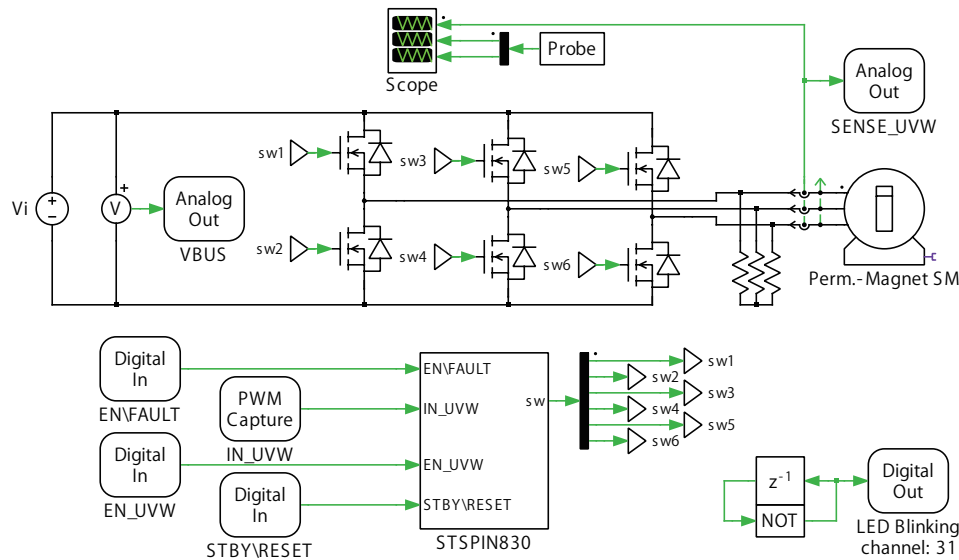 Probe
Scope
Analog
Out
SENSE_UVW
sw1
sw3
sw5
Vi
V
Analog
Out
VBUS
sw2
sw4
sw6
Perm.-Magnet SM
Digital
In
EN\FAULT
PWM
Capture
IN_UVW
Digital
In
EN_UVW
Digital
In
STBY\RESET
EN\FAULT
IN_UVW
EN_UVW
STBY\RESET
sw
STSPIN830
sw1
sw2
sw3
sw4
sw5
sw6
z-1
NOT
Digital
Out
LED Blinking
channel: 31